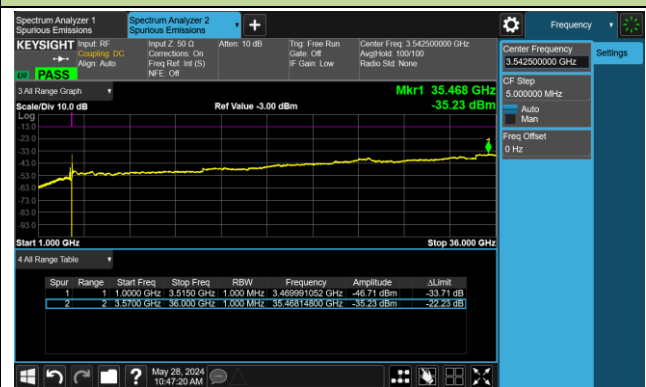 Spectrum Analyzer 1
Spurious Emissions
Spectrum Analyzer 2
Spurious Emissions
Frequency
KEYSIGHT
Input: RF
Coupling: DC
Align: Auto
Input Z: 50 Ω
Corrections: On
Freq Ref: Int (S)
NFE: Off
Atten: 10 dB
Trig: Free Run
Gate: Off
IF Gain: Low
Center Freq: 3.542500000 GHz
Avg|Hold: 100/100
Radio Std: None
PASS
Center Frequency
3.542500000 GHz
Settings
CF Step
5.000000 MHz
Auto
Man
Freq Offset
0 Hz
3 All Range Graph
Mkr1 35.468 GHz
-35.23 dBm
Scale/Div 10.0 dB
Ref Value -3.00 dBm
Log
-13.0
-23.0
-33.0
-43.0
-53.0
-63.0
-73.0
-83.0
-93.0
1
Start 1.000 GHz
Stop 36.000 GHz
4 All Range Table
Spur Range Start Freq Stop Freq RBW Frequency Amplitude ΔLimit
1 1 1.0000 GHz 3.5150 GHz 1.000 MHz 3.469991052 GHz -46.71 dBm -33.71 dB
2 2 3.5700 GHz 36.000 GHz 1.000 MHz 35.46814800 GHz -35.23 dBm -22.23 dB
May 28, 2024
10:47:20 AM